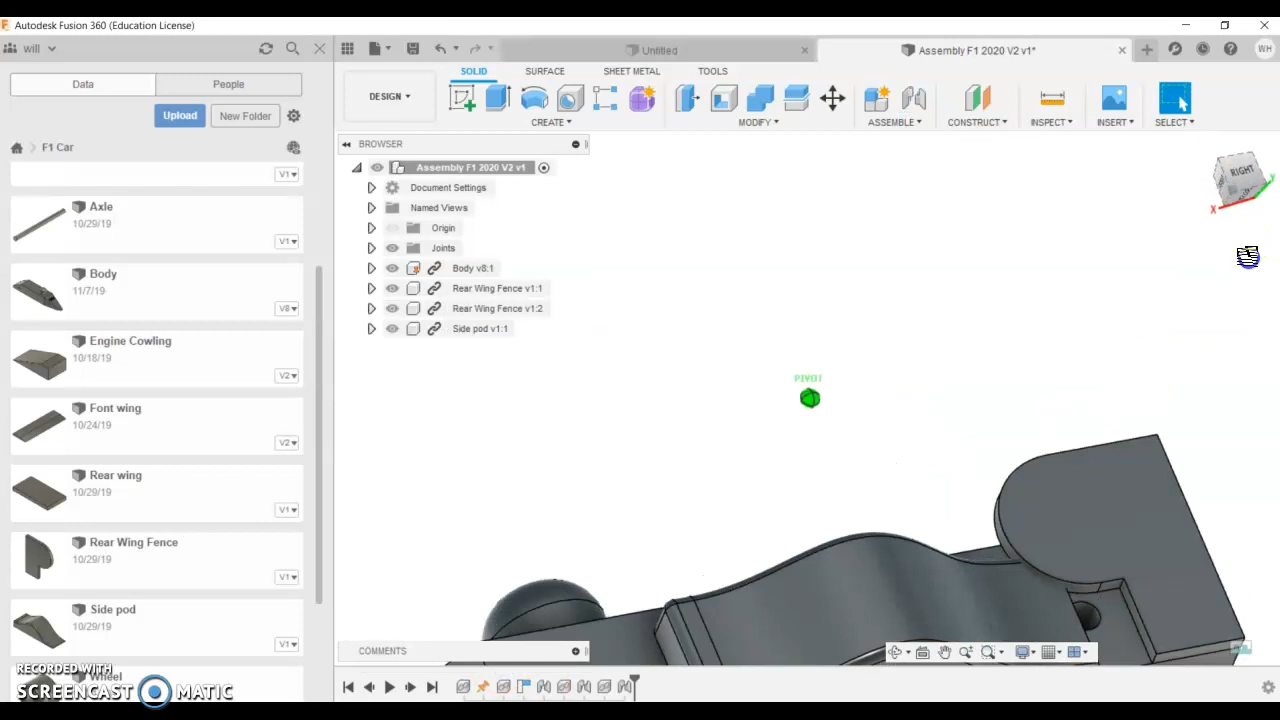 Autodesk Fusion 360 (Education License)
will
Untitled
Assembly F1 2020 V2 v1*
WH
Data
People
SOLID
SURFACE
SHEET METAL
TOOLS
DESIGN
Upload
New Folder
CREATE
MODIFY
ASSEMBLE
CONSTRUCT
INSPECT
INSERT
SELECT
F1 Car
BROWSER
V1
Assembly F1 2020 V2 v1
RIGHT
X
Y
Document Settings
Named Views
Origin
Joints
Body v8:1
Rear Wing Fence v1:1
Rear Wing Fence v1:2
Side pod v1:1
Axle
10/29/19
V1
Body
11/7/19
V8
Engine Cowling
10/18/19
V2
Font wing
10/24/19
V2
Rear wing
10/29/19
V1
Rear Wing Fence
10/29/19
V1
Side pod
10/29/19
V1
Wheel
PIVOT
COMMENTS
RECORDED WITH
SCREENCAST MATIC